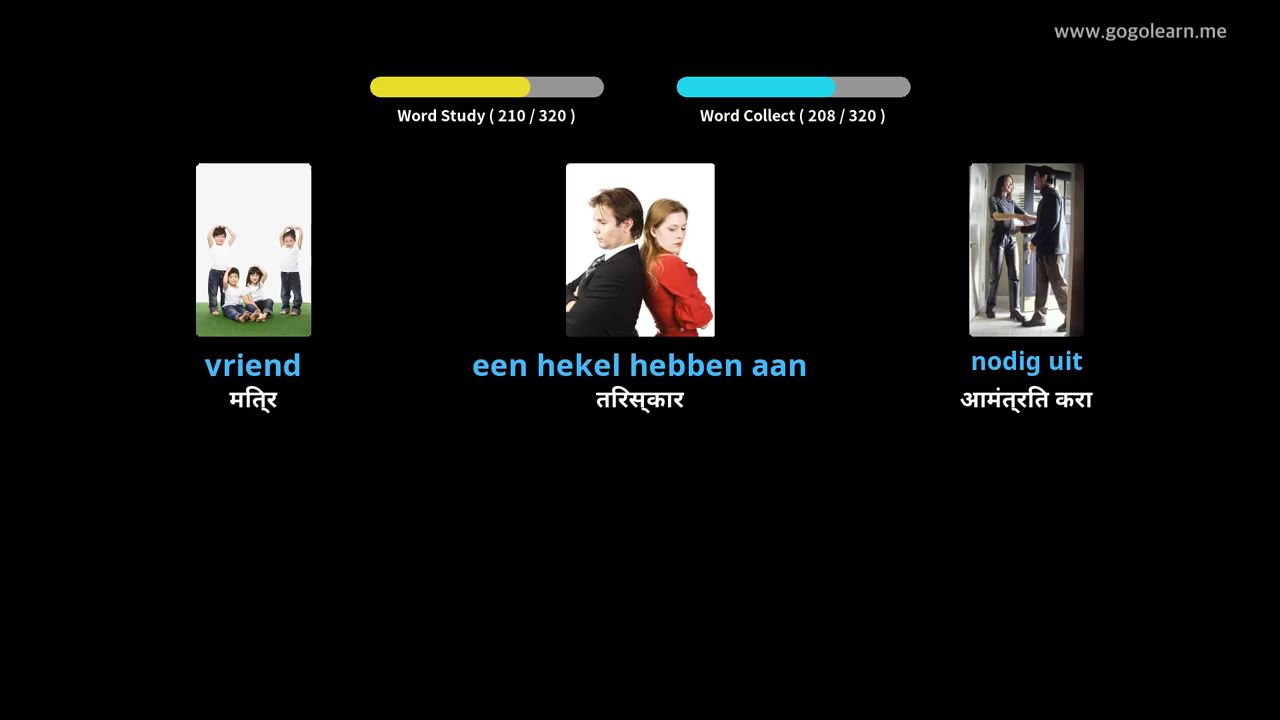 www.gogolearn.me
Word Study ( 210 / 320 )
Word Collect ( 208 / 320 )
vriend
een hekel hebben aan
nodig uit
मित्र
तिरस्कार
आमंत्रित करा